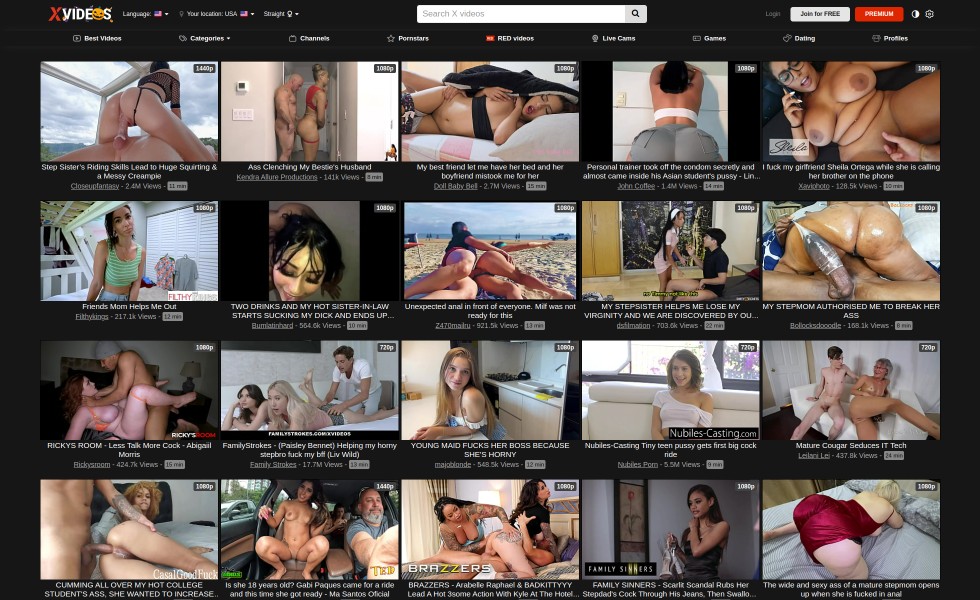 XVIDEOS
Language:
Your location: USA
Straight
Search X videos
Login
Join for FREE
PREMIUM
Best Videos
Categories
Channels
Pornstars
RED videos
Live Cams
Games
Dating
Profiles
1440p
1080p
1080p
1080p
1080p
Step Sister's Riding Skills Lead to Huge Squirting &
a Messy Creampie
Closeupfantasy - 2.4M Views - 11 min
Ass Clenching My Bestie's Husband
Kendra Allure Productions - 141k Views - 8 min
My best friend let me have her bed and her
boyfriend mistook me for her
Doll Baby Bell - 2.7M Views - 15 min
Personal trainer took off the condom secretly and
almost came inside his Asian student's pussy - Lin...
John Coffee - 1.4M Views - 14 min
Sheila
I fuck my girlfriend Sheila Ortega while she is calling
her brother on the phone
Xaviphoto - 128.5k Views - 10 min
1080p
1080p
1080p
1080p
1080p
Friends Mom Helps Me Out
Filthykings - 217.1k Views - 12 min
TWO DRINKS AND MY HOT SISTER-IN-LAW
STARTS SUCKING MY DICK AND ENDS UP...
Bumlatinhard - 564.6k Views - 10 min
Unexpected anal in front of everyone. Milf was not
ready for this
Z470mailru - 921.5k Views - 13 min
MY STEPSISTER HELPS ME LOSE MY
VIRGINITY AND WE ARE DISCOVERED BY OU...
dsfilmation - 703.6k Views - 22 min
MY STEPMOM AUTHORISED ME TO BREAK HER
ASS
Bollocksdooodle - 168.1k Views - 8 min
1080p
720p
1080p
720p
720p
RICKY'SROOM
RICKYS ROOM - Less Talk More Cock - Abigaiil
Morris
Rickysroom - 424.7k Views - 15 min
FAMILYSTROKES.COM/XVIDEOS
FamilyStrokes - (Paisley Bennet) Helping my horny
stepbro fuck my bff (Liv Wild)
Family Strokes - 17.7M Views - 13 min
YOUNG MAID FUCKS HER BOSS BECAUSE
SHE'S HORNY
majoblonde - 548.5k Views - 12 min
Nubiles-Casting.com
Nubiles-Casting Tiny teen pussy gets first big cock
ride
Nubiles Porn - 5.5M Views - 9 min
Mature Cougar Seduces IT Tech
Leilani Lei - 437.8k Views - 24 min
1080p
1440p
1080p
1080p
1080p
CasalGoodFuck
CUMMING ALL OVER MY HOT COLLEGE
STUDENT'S ASS, SHE WANTED TO INCREASE...
TED
Is she 18 years old? Gabi Paques came for a ride
and this time she got ready - Ma Santos Oficial
BRAZZERS
BRAZZERS - Arabelle Raphael & BADKITTYYY
Lead A Hot 3some Action With Kyle At The Hotel...
FAMILY SINNERS
FAMILY SINNERS - Scarlit Scandal Rubs Her
Stepdad's Cock Through His Jeans, Then Swallo...
The wide and sexy ass of a mature stepmom opens
up when she is fucked in anal